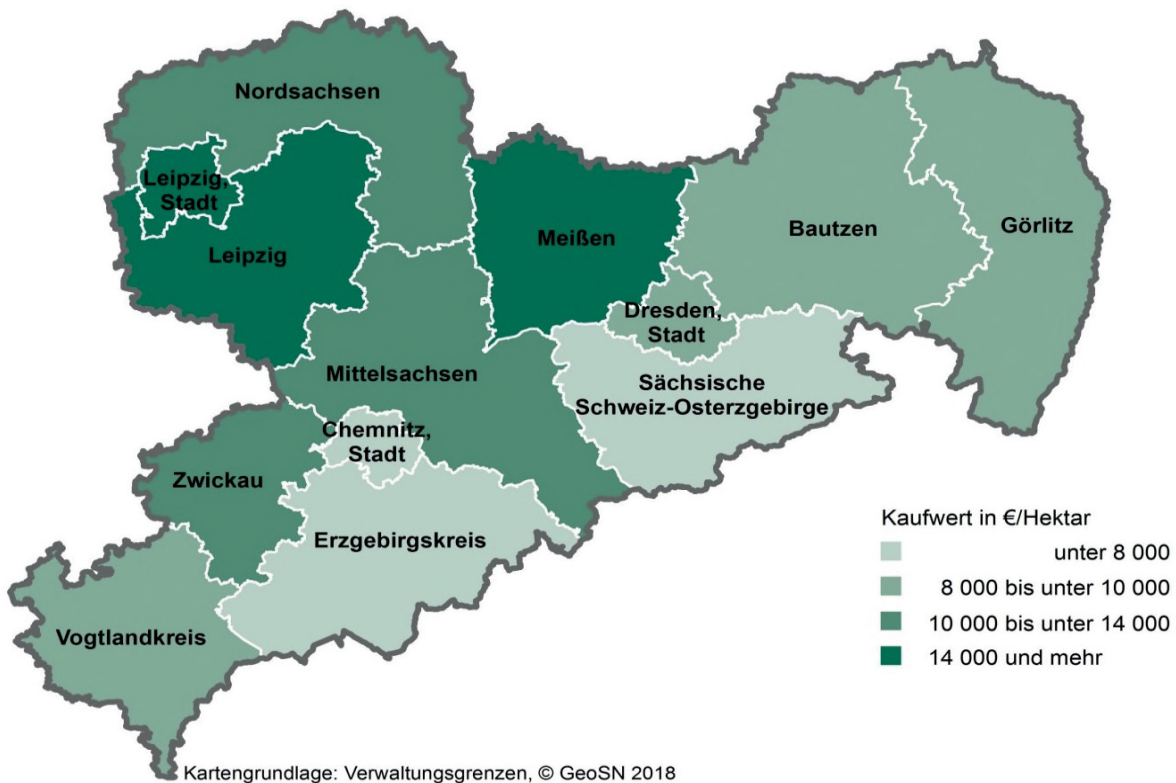 Nordsachsen
Leipzig,
Stadt
Leipzig
Meißen
Bautzen
Görlitz
Dresden,
Stadt
Mittelsachsen
Sächsische
Schweiz-Osterzgebirge
Chemnitz,
Stadt
Zwickau
Erzgebirgskreis
Vogtlandkreis
Kaufwert in €/Hektar
unter 8 000
8 000 bis unter 10 000
10 000 bis unter 14 000
14 000 und mehr
Kartengrundlage: Verwaltungsgrenzen, © GeoSN 2018